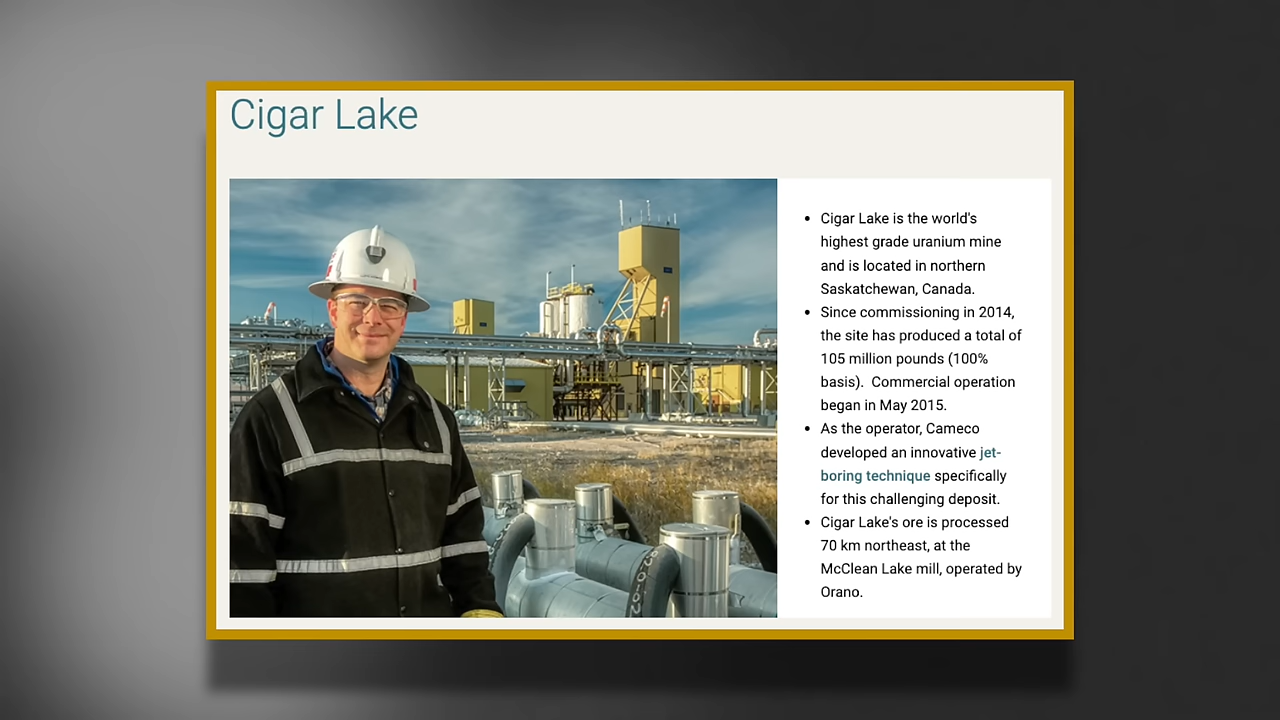 Cigar Lake
• Cigar Lake is the world's
highest grade uranium mine
and is located in northern
Saskatchewan, Canada.
• Since commissioning in 2014,
the site has produced a total of
105 million pounds (100%
basis).  Commercial operation
began in May 2015.
• As the operator, Cameco
developed an innovative jet-
boring technique specifically
for this challenging deposit.
• Cigar Lake's ore is processed
70 km northeast, at the
McClean Lake mill, operated by
Orano.